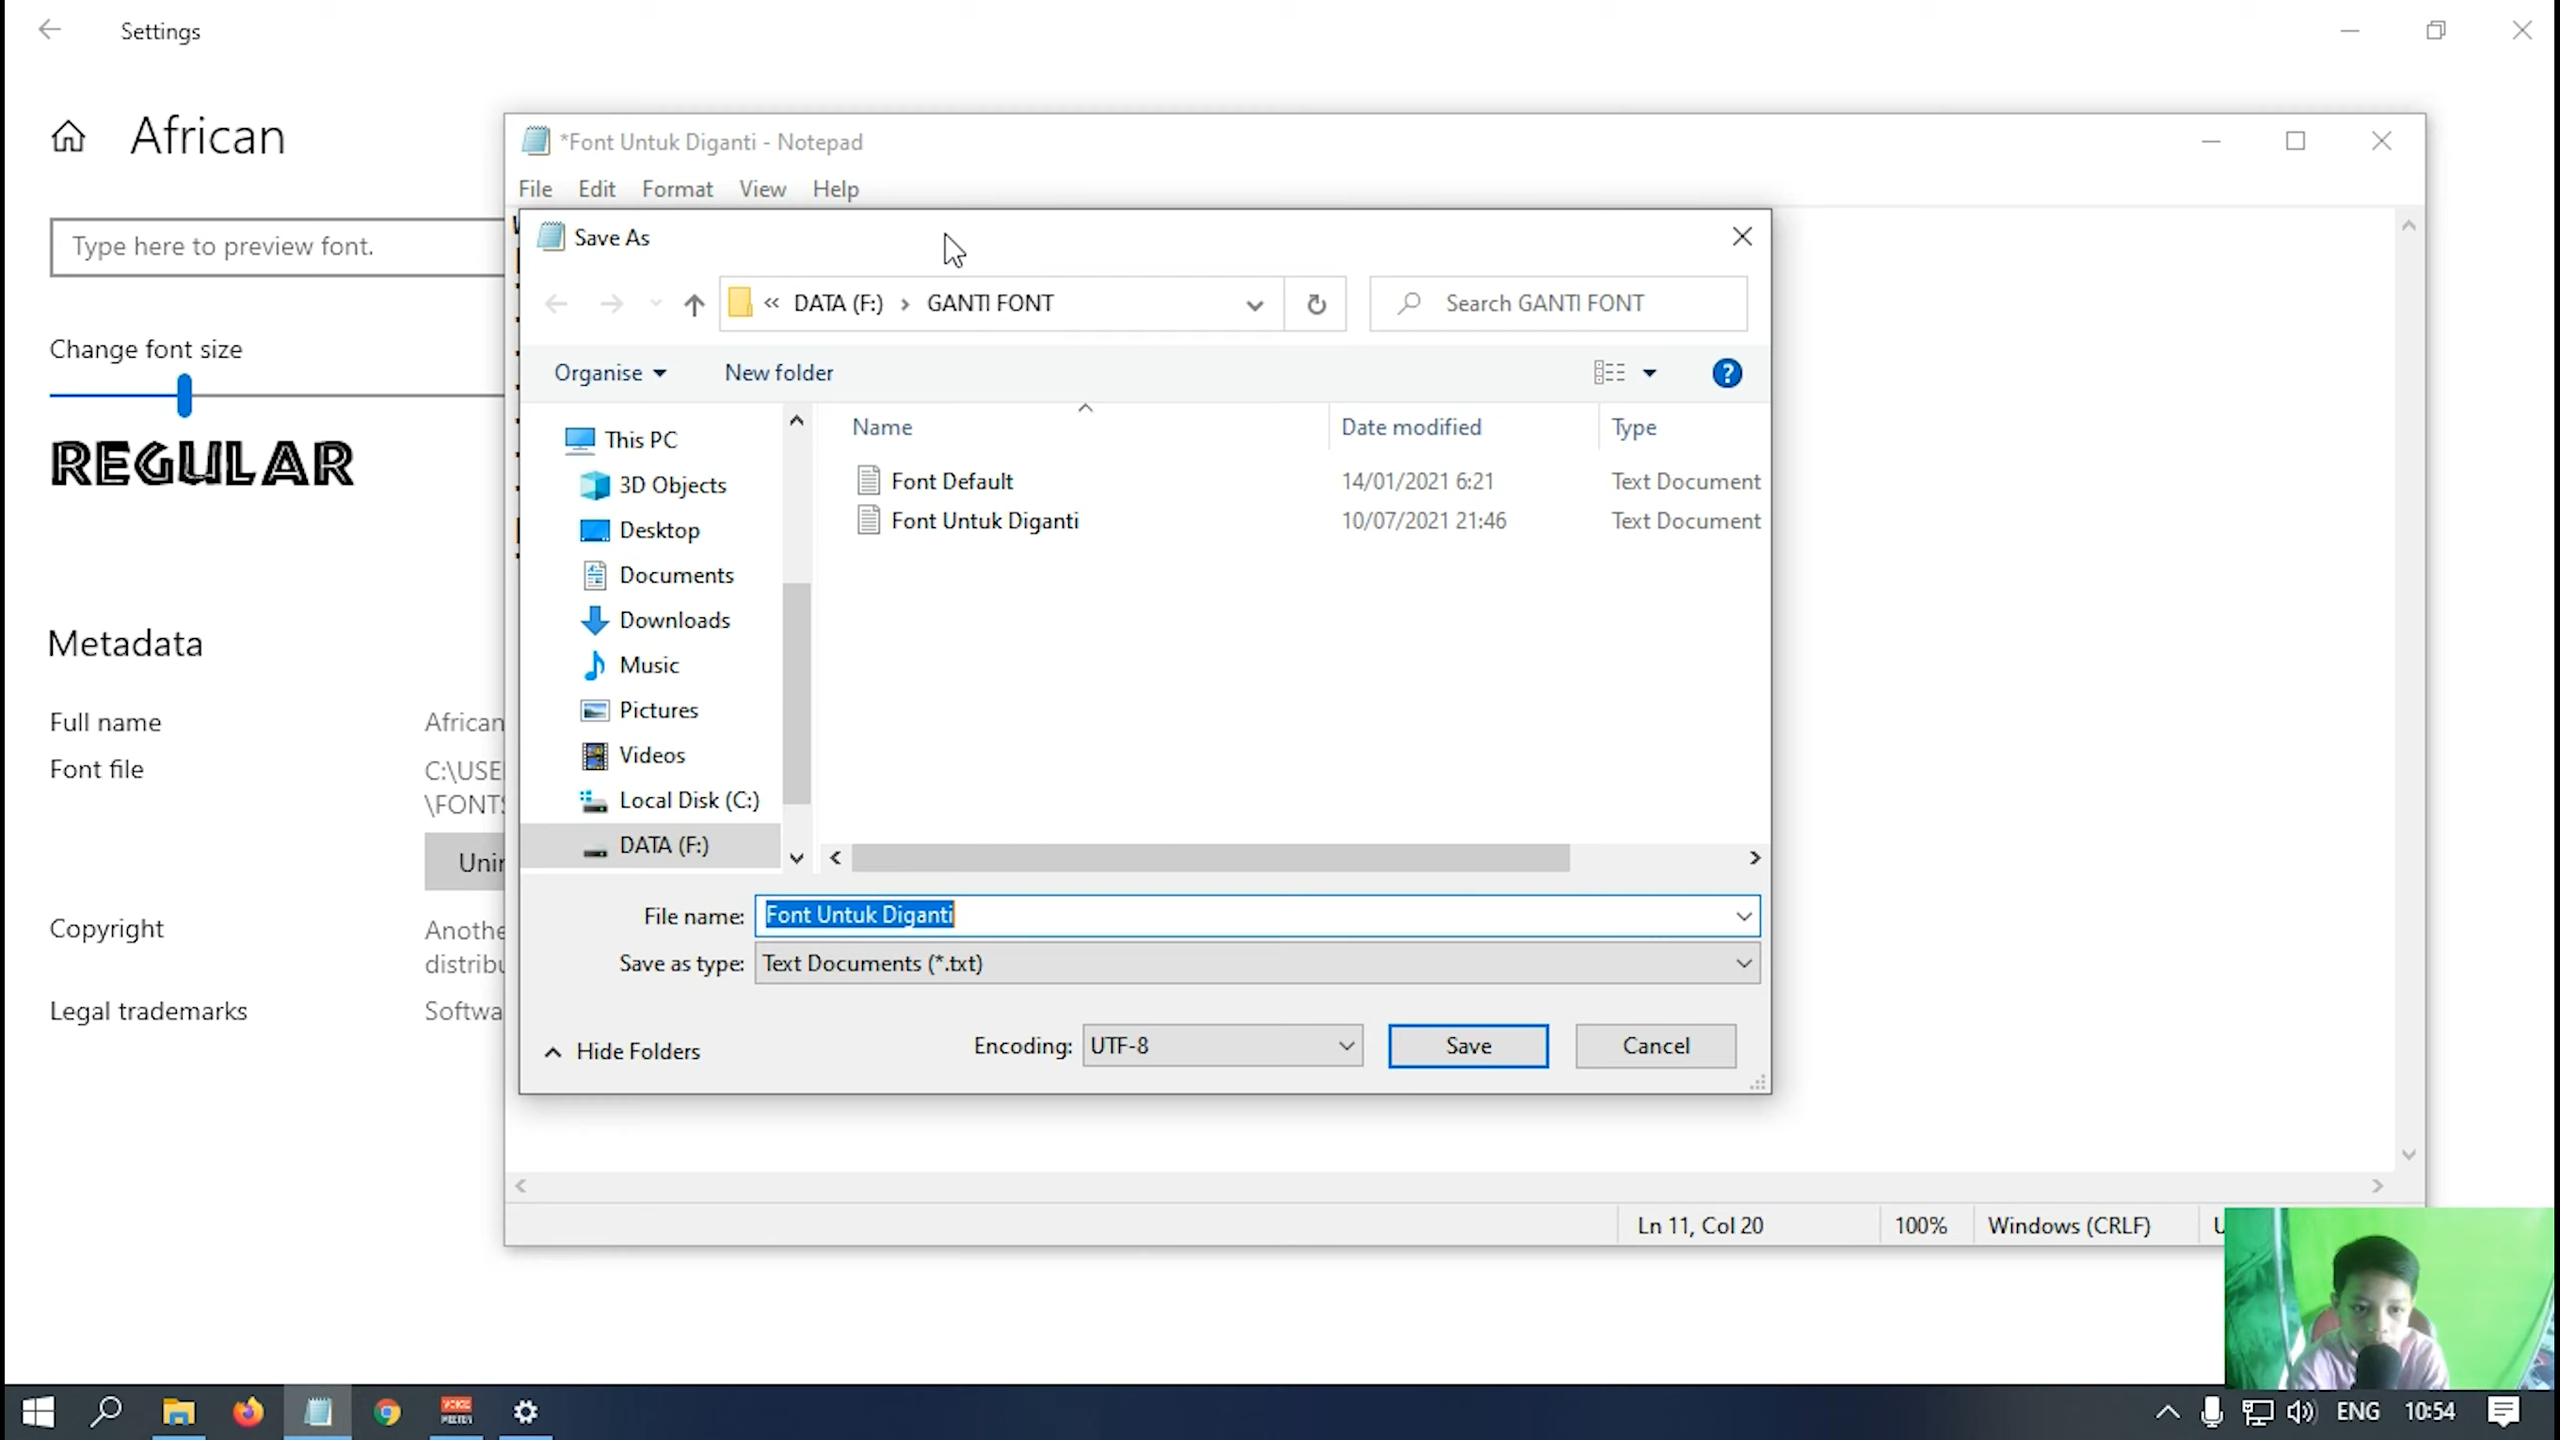 Settings
African
Type here to preview font.
Change font size
REGULAR
Metadata
Full name
African
Font file
C:\USE
\FONTS
Copyright
Legal trademarks
*Font Untuk Diganti - Notepad
File Edit Format View Help
Save As
« DATA (F:) › GANTI FONT
Search GANTI FONT
Organise
New folder
This PC
3D Objects
Desktop
Documents
Downloads
Music
Pictures
Videos
Local Disk (C:)
DATA (F:)
Name Date modified Type
Font Default 14/01/2021 6:21 Text Document
Font Untuk Diganti 10/07/2021 21:46 Text Document
File name: Font Untuk Diganti
Save as type: Text Documents (*.txt)
Hide Folders
Encoding: UTF-8
Save
Cancel
Ln 11, Col 20
100%
Windows (CRLF)
VOICE
MEETER
ENG
10:54